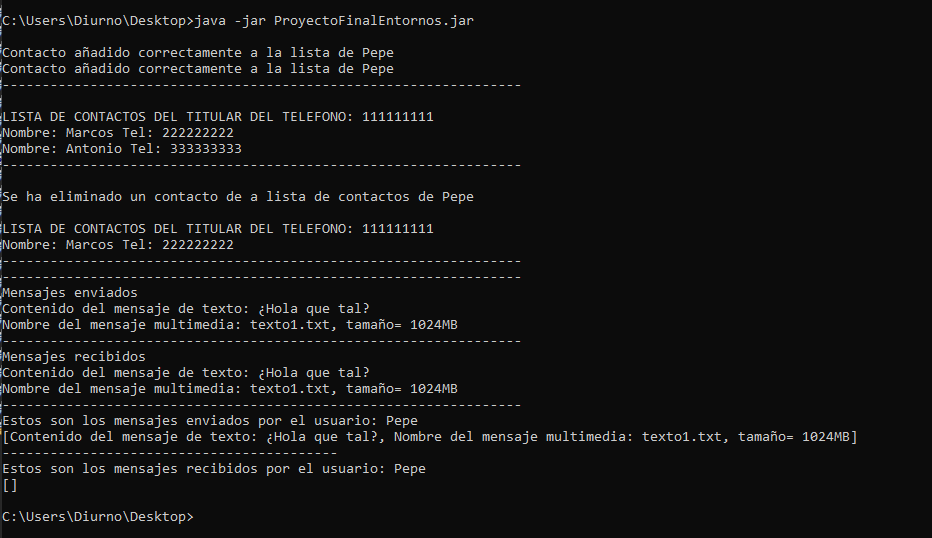 C:\Users\Diurno\Desktop>java -jar ProyectoFinalEntornos.jar
Contacto añadido correctamente a la lista de Pepe
Contacto añadido correctamente a la lista de Pepe
-----------------------------------------------------------------
LISTA DE CONTACTOS DEL TITULAR DEL TELEFONO: 111111111
Nombre: Marcos Tel: 222222222
Nombre: Antonio Tel: 333333333
-----------------------------------------------------------------
Se ha eliminado un contacto de a lista de contactos de Pepe
LISTA DE CONTACTOS DEL TITULAR DEL TELEFONO: 111111111
Nombre: Marcos Tel: 222222222
-----------------------------------------------------------------
-----------------------------------------------------------------
Mensajes enviados
Contenido del mensaje de texto: ¿Hola que tal?
Nombre del mensaje multimedia: texto1.txt, tamaño= 1024MB
-----------------------------------------------------------------
Mensajes recibidos
Contenido del mensaje de texto: ¿Hola que tal?
Nombre del mensaje multimedia: texto1.txt, tamaño= 1024MB
-----------------------------------------------------------------
Estos son los mensajes enviados por el usuario: Pepe
[Contenido del mensaje de texto: ¿Hola que tal?, Nombre del mensaje multimedia: texto1.txt, tamaño= 1024MB]
------------------------------------------
Estos son los mensajes recibidos por el usuario: Pepe
[]
C:\Users\Diurno\Desktop>